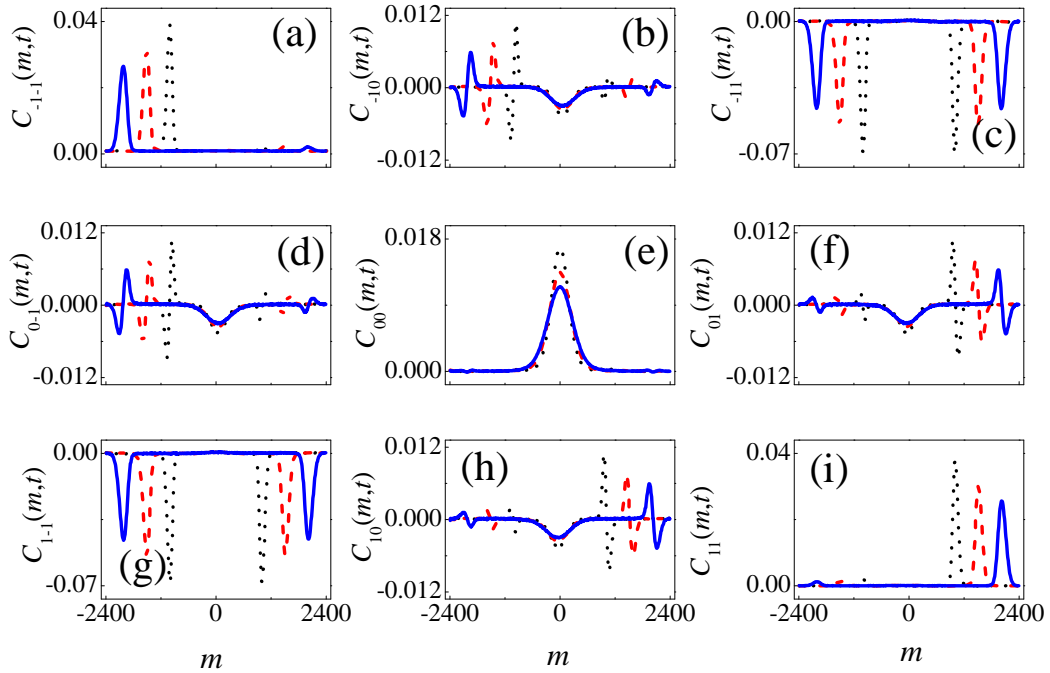 0.04
0.00
C-1-1(m,t)
(a)
0.012
0.000
-0.012
C-10(m,t)
(b)
0.00
-0.07
C-11(m,t)
(c)
0.012
0.000
-0.012
C0-1(m,t)
(d)
0.018
0.000
C00(m,t)
(e)
0.012
0.000
-0.012
C01(m,t)
(f)
0.00
-0.07
C1-1(m,t)
(g)
-2400 0 2400
m
0.012
0.000
-0.012
C10(m,t)
(h)
-2400 0 2400
m
0.04
0.00
C11(m,t)
(i)
-2400 0 2400
m